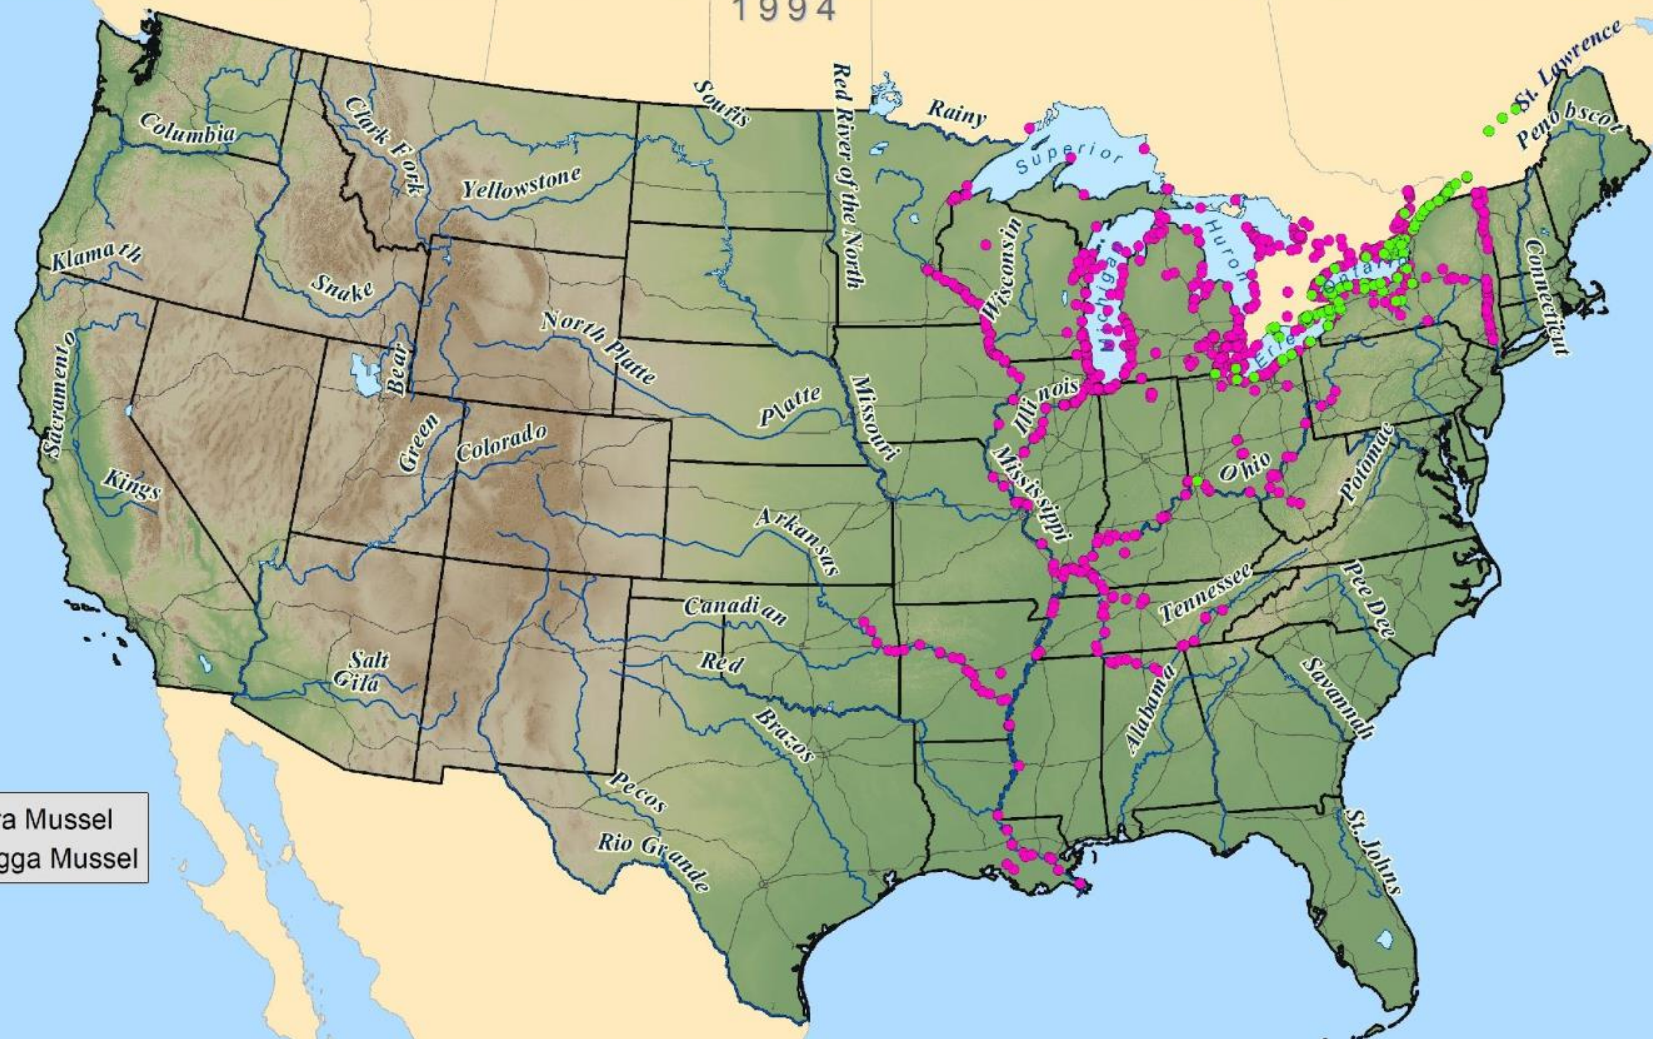 1994
St. Lawrence
Souris
Red River of the North
Rainy
Superior
Penobscot
Clark Fork
Columbia
Yellowstone
Klamath
Snake
Wisconsin
Michigan
Huron
Ontario
Connecticut
Sacramento
North Platte
Bear
Erie
Platte
Missouri
Illinois
Green
Colorado
Kings
Mississippi
Ohio
Potomac
Arkansas
Canadian
Tennessee
Pee Dee
Salt
Gila
Red
Brazos
Alabama
Savannah
Pecos
Rio Grande
St. Johns
ra Mussel
gga Mussel